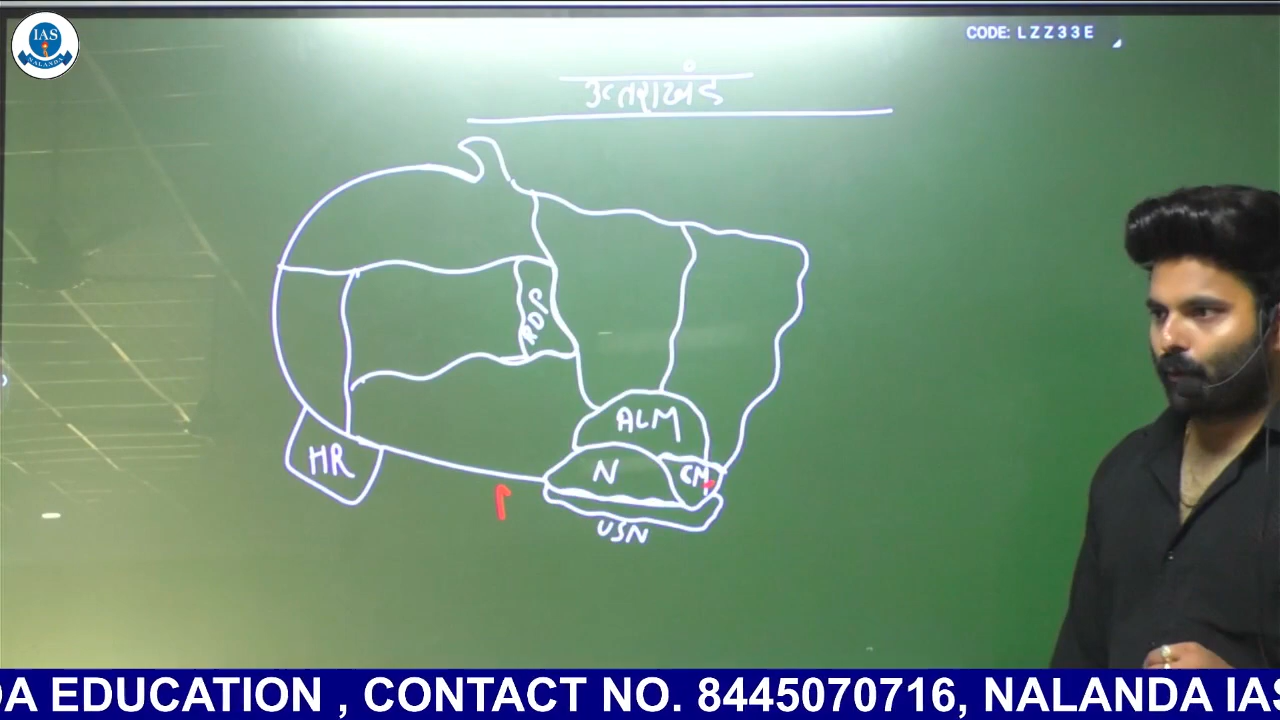 IAS
NALANDA
CODE: LZZ33E
उत्तराखंड
RDP
ALM
HR
N
CM
USN
DA EDUCATION , CONTACT NO. 8445070716, NALANDA IAS